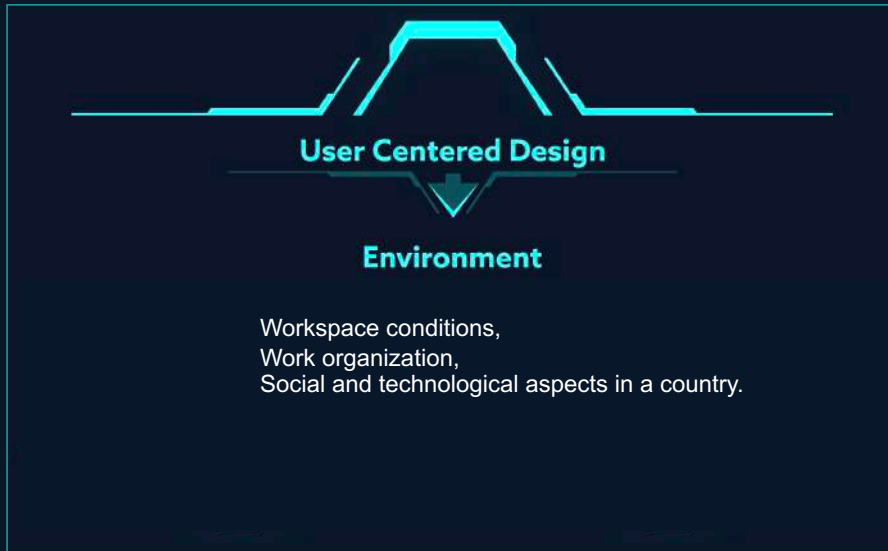 User Centered Design
Environment
Workspace conditions,
Work organization,
Social and technological aspects in a country.